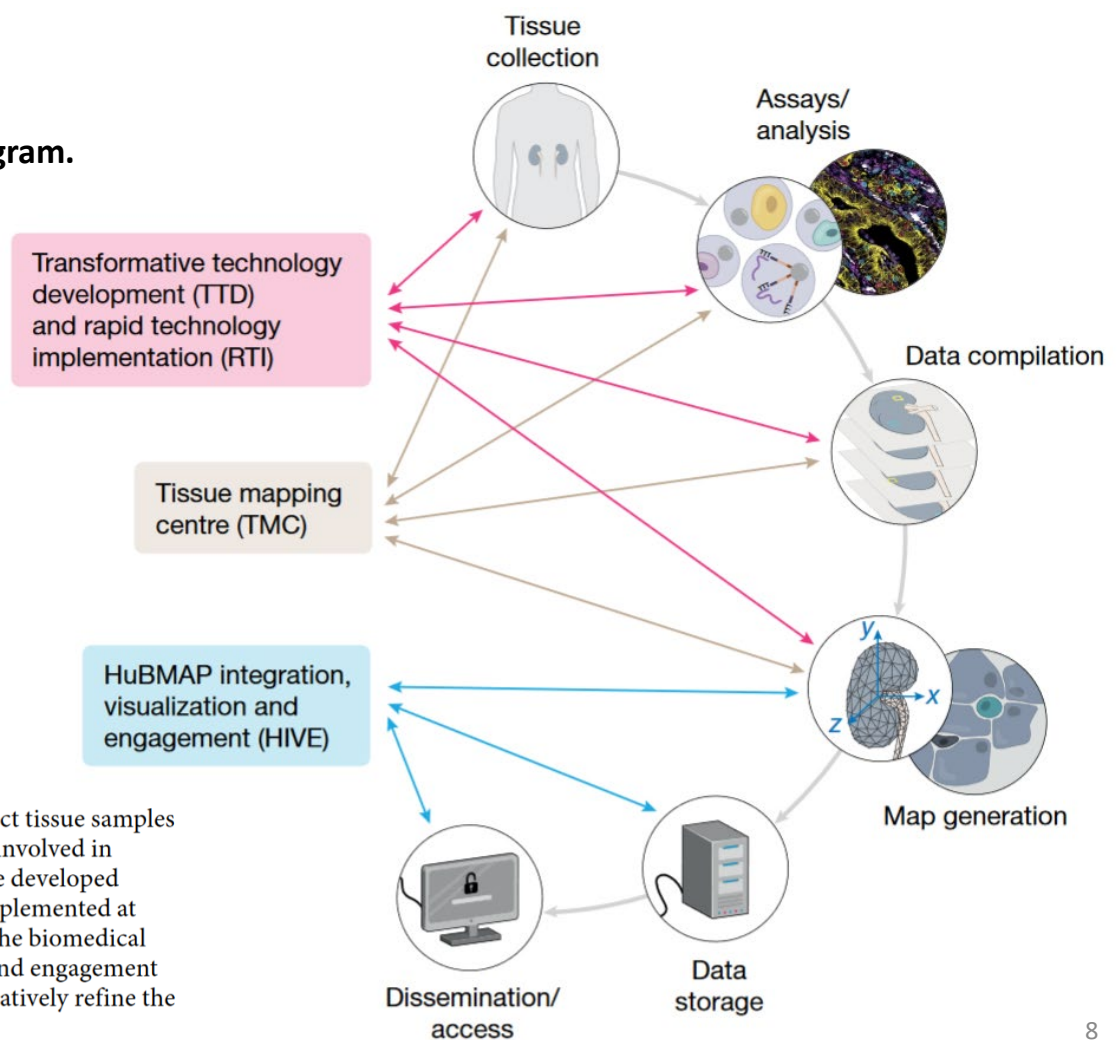 Tissue
collection
Assays/
analysis
gram.
Transformative technology
development (TTD)
and rapid technology
implementation (RTI)
Data compilation
Tissue mapping
centre (TMC)
y
x
z
HuBMAP integration,
visualization and
engagement (HIVE)
Map generation
ct tissue samples
involved in
e developed
plemented at
he biomedical
nd engagement
atively refine the
Data
storage
Dissemination/
access
8